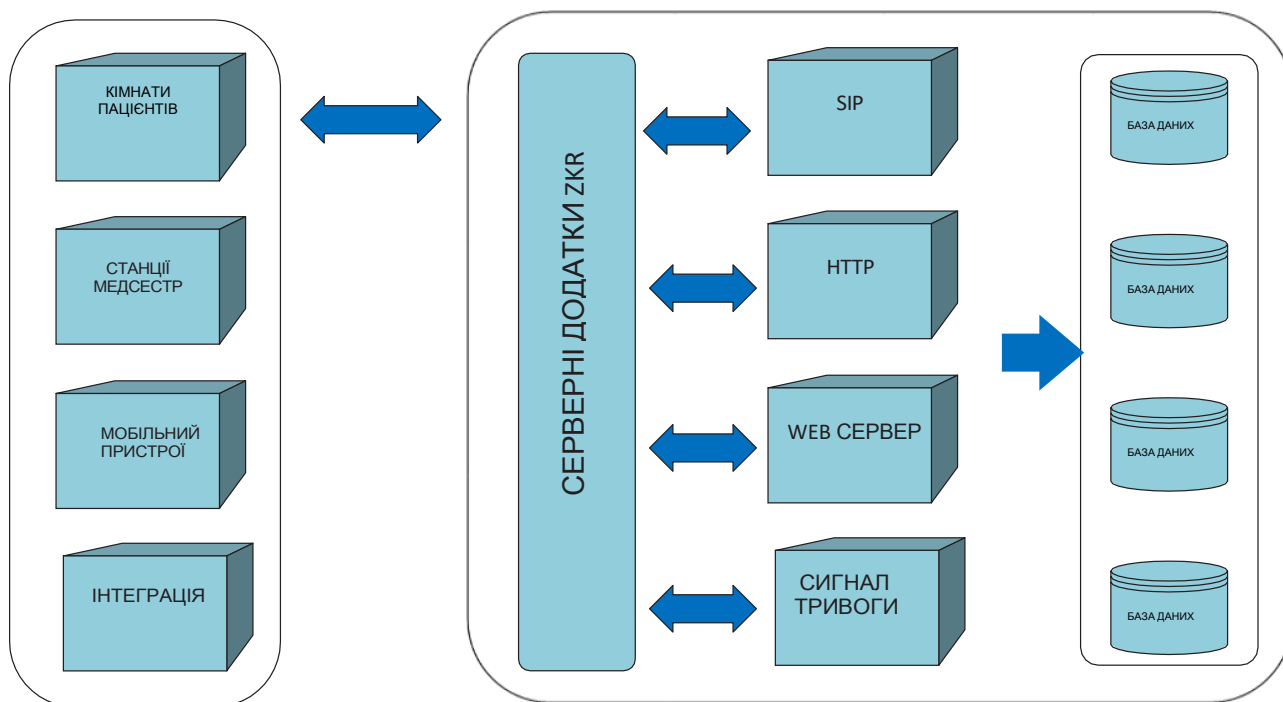 КІМНАТИ
ПАЦІЄНТІВ
СТАНЦІЇ
МЕДСЕСТР
МОБІЛЬНИЙ
ПРИСТРОЇ
ІНТЕГРАЦІЯ
СЕРВЕРНІ ДОДАТКИ ZKR
SIP
HTTP
WEB СЕРВЕР
СИГНАЛ
ТРИВОГИ
БАЗА ДАНИХ
БАЗА ДАНИХ
БАЗА ДАНИХ
БАЗА ДАНИХ